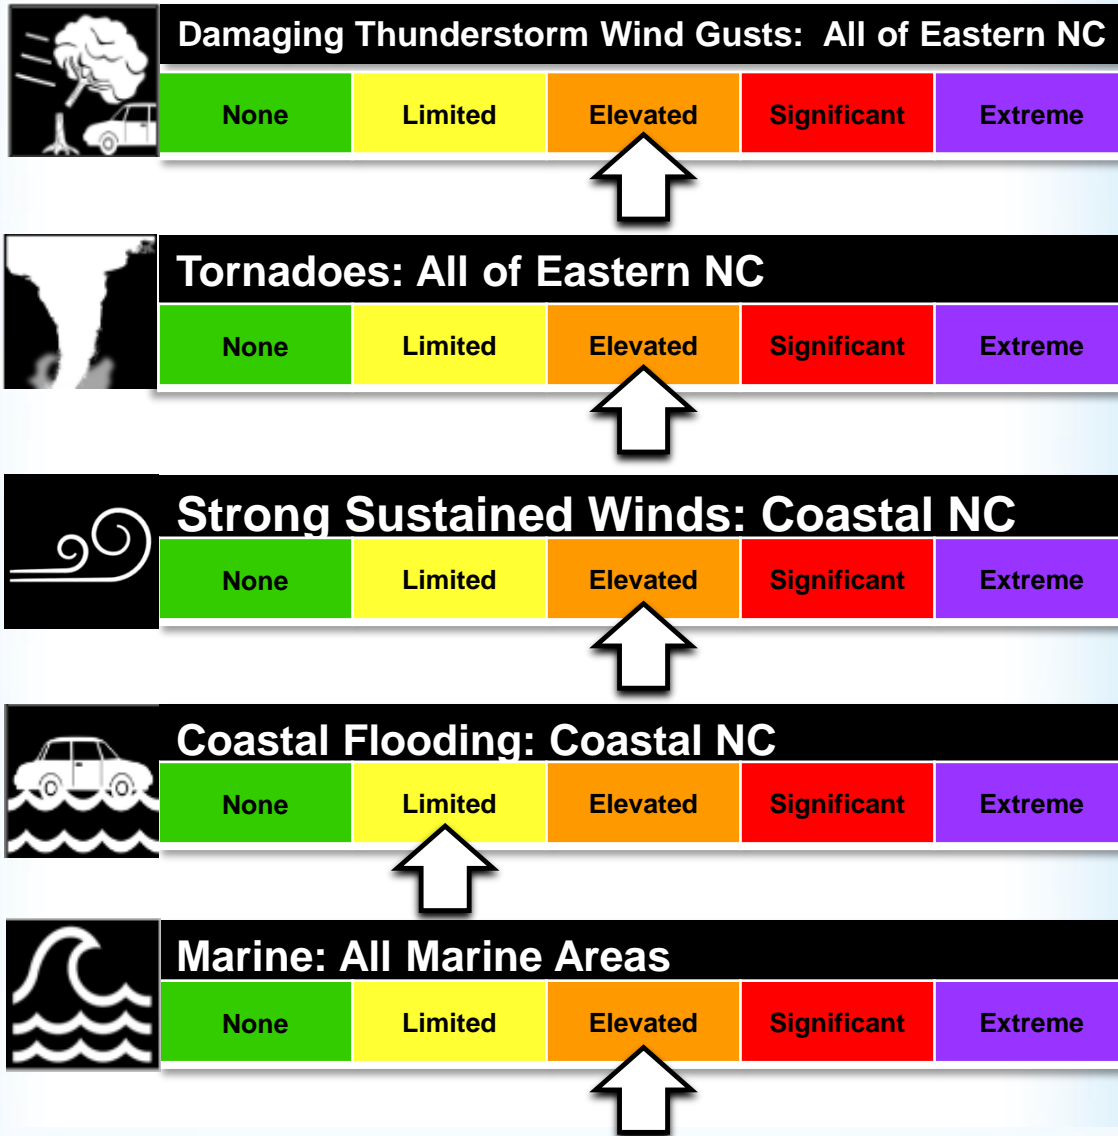 Damaging Thunderstorm Wind Gusts: All of Eastern NC
None Limited Elevated Significant Extreme
Tornadoes: All of Eastern NC
None Limited Elevated Significant Extreme
Strong Sustained Winds: Coastal NC
None Limited Elevated Significant Extreme
Coastal Flooding: Coastal NC
None Limited Elevated Significant Extreme
Marine: All Marine Areas
None Limited Elevated Significant Extreme